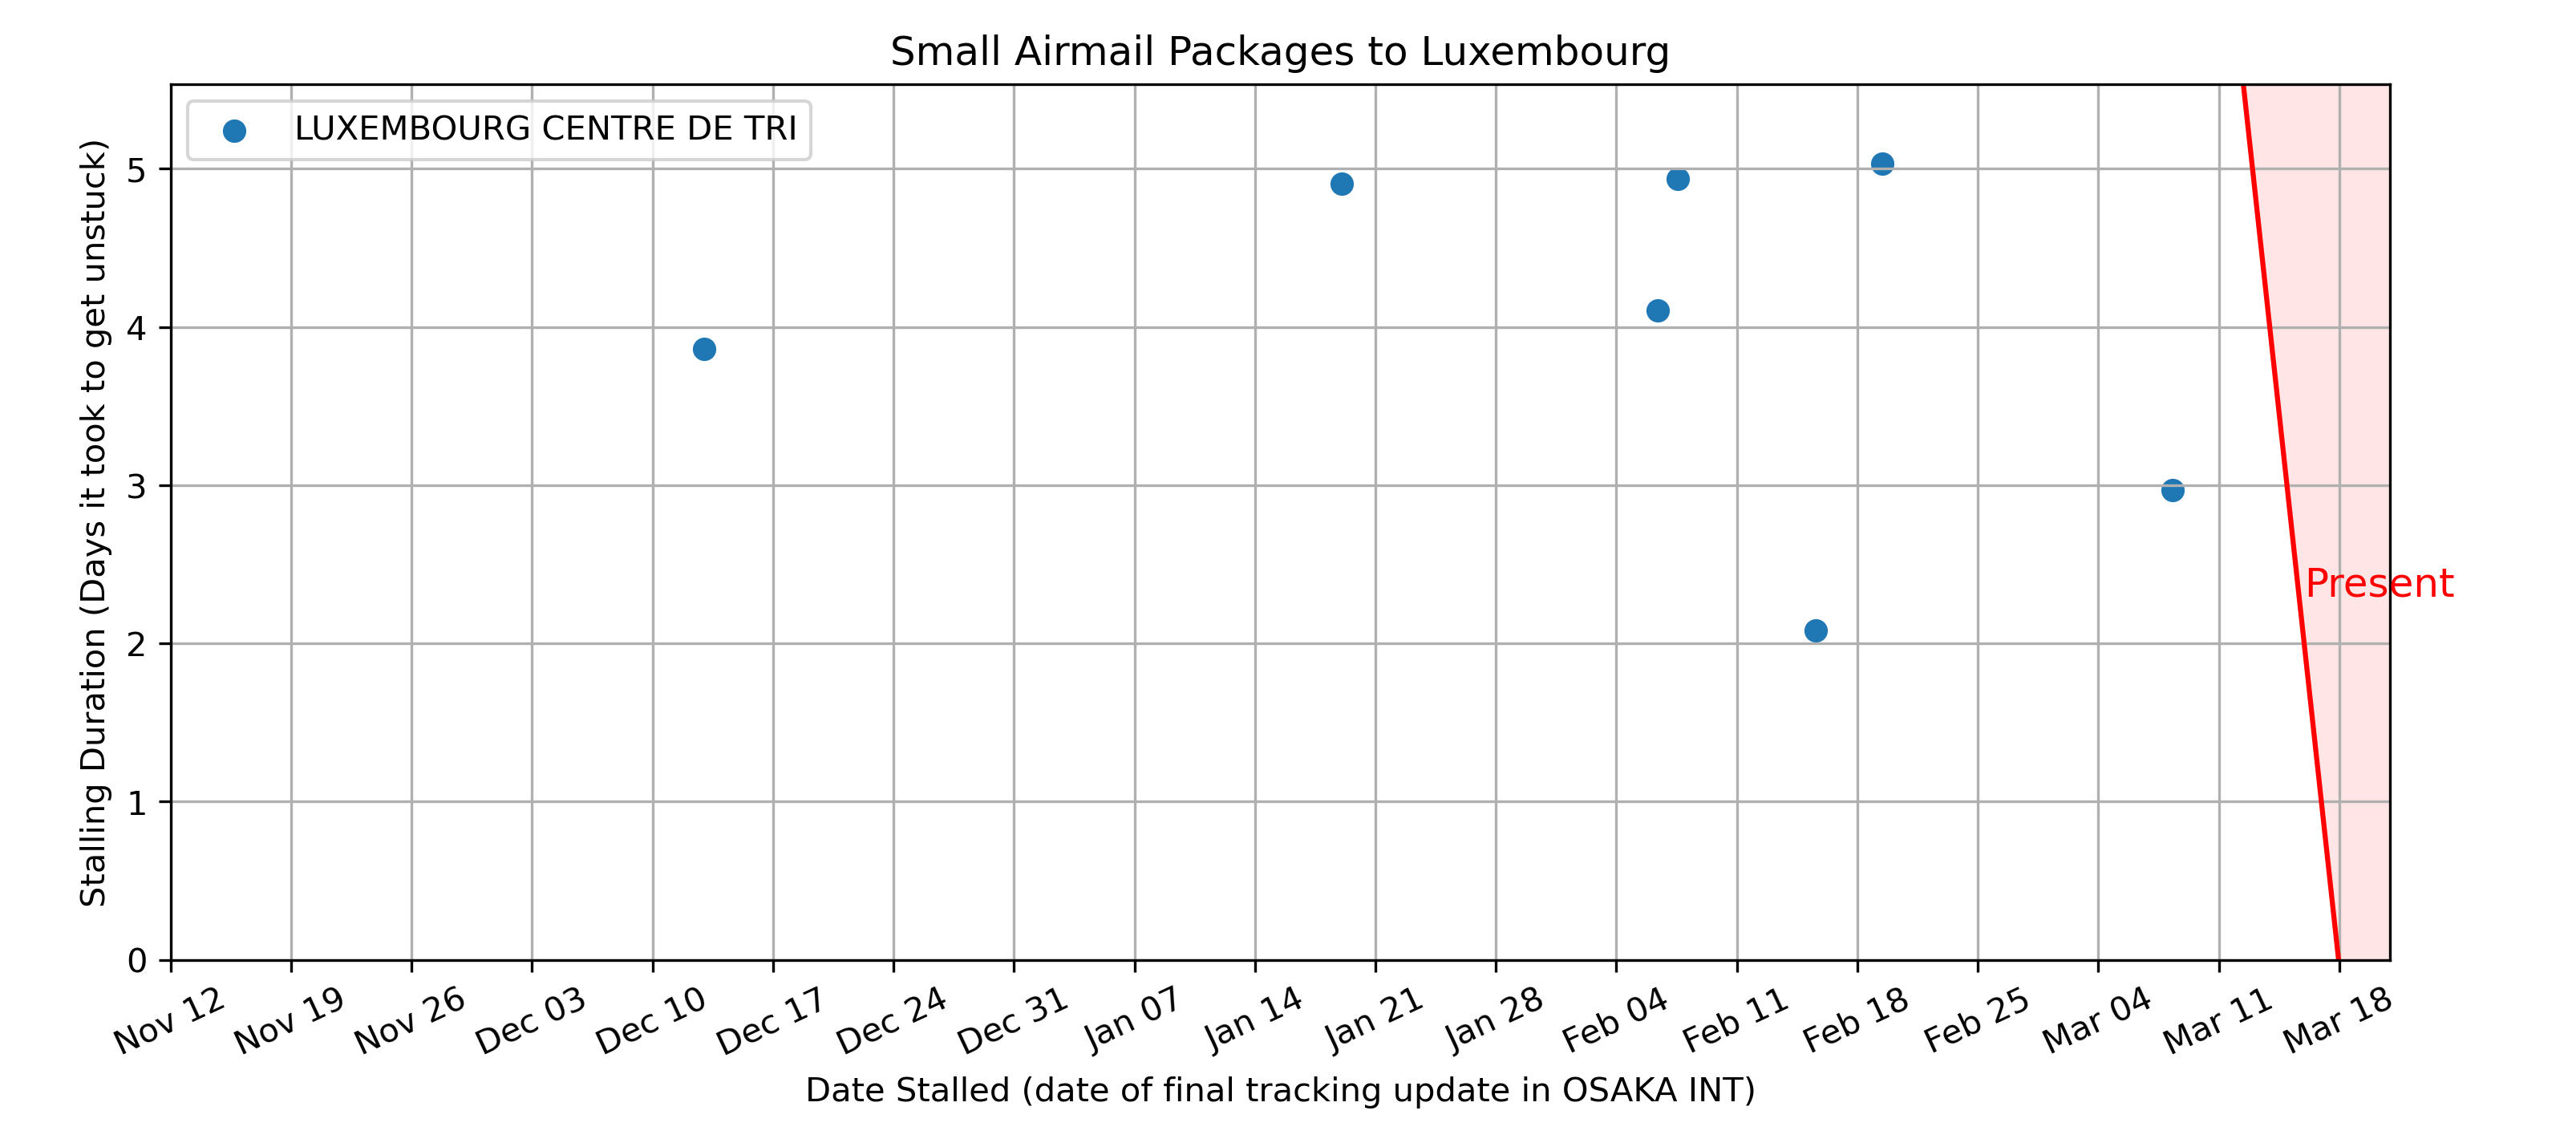 Small Airmail Packages to Luxembourg
LUXEMBOURG CENTRE DE TRI
Stalling Duration (Days it took to get unstuck)
5
4
3
2
1
0
Present
Nov 12
Nov 19
Nov 26
Dec 03
Dec 10
Dec 17
Dec 24
Dec 31
Jan 07
Jan 14
Jan 21
Jan 28
Feb 04
Feb 11
Feb 18
Feb 25
Mar 04
Mar 11
Mar 18
Date Stalled (date of final tracking update in OSAKA INT)